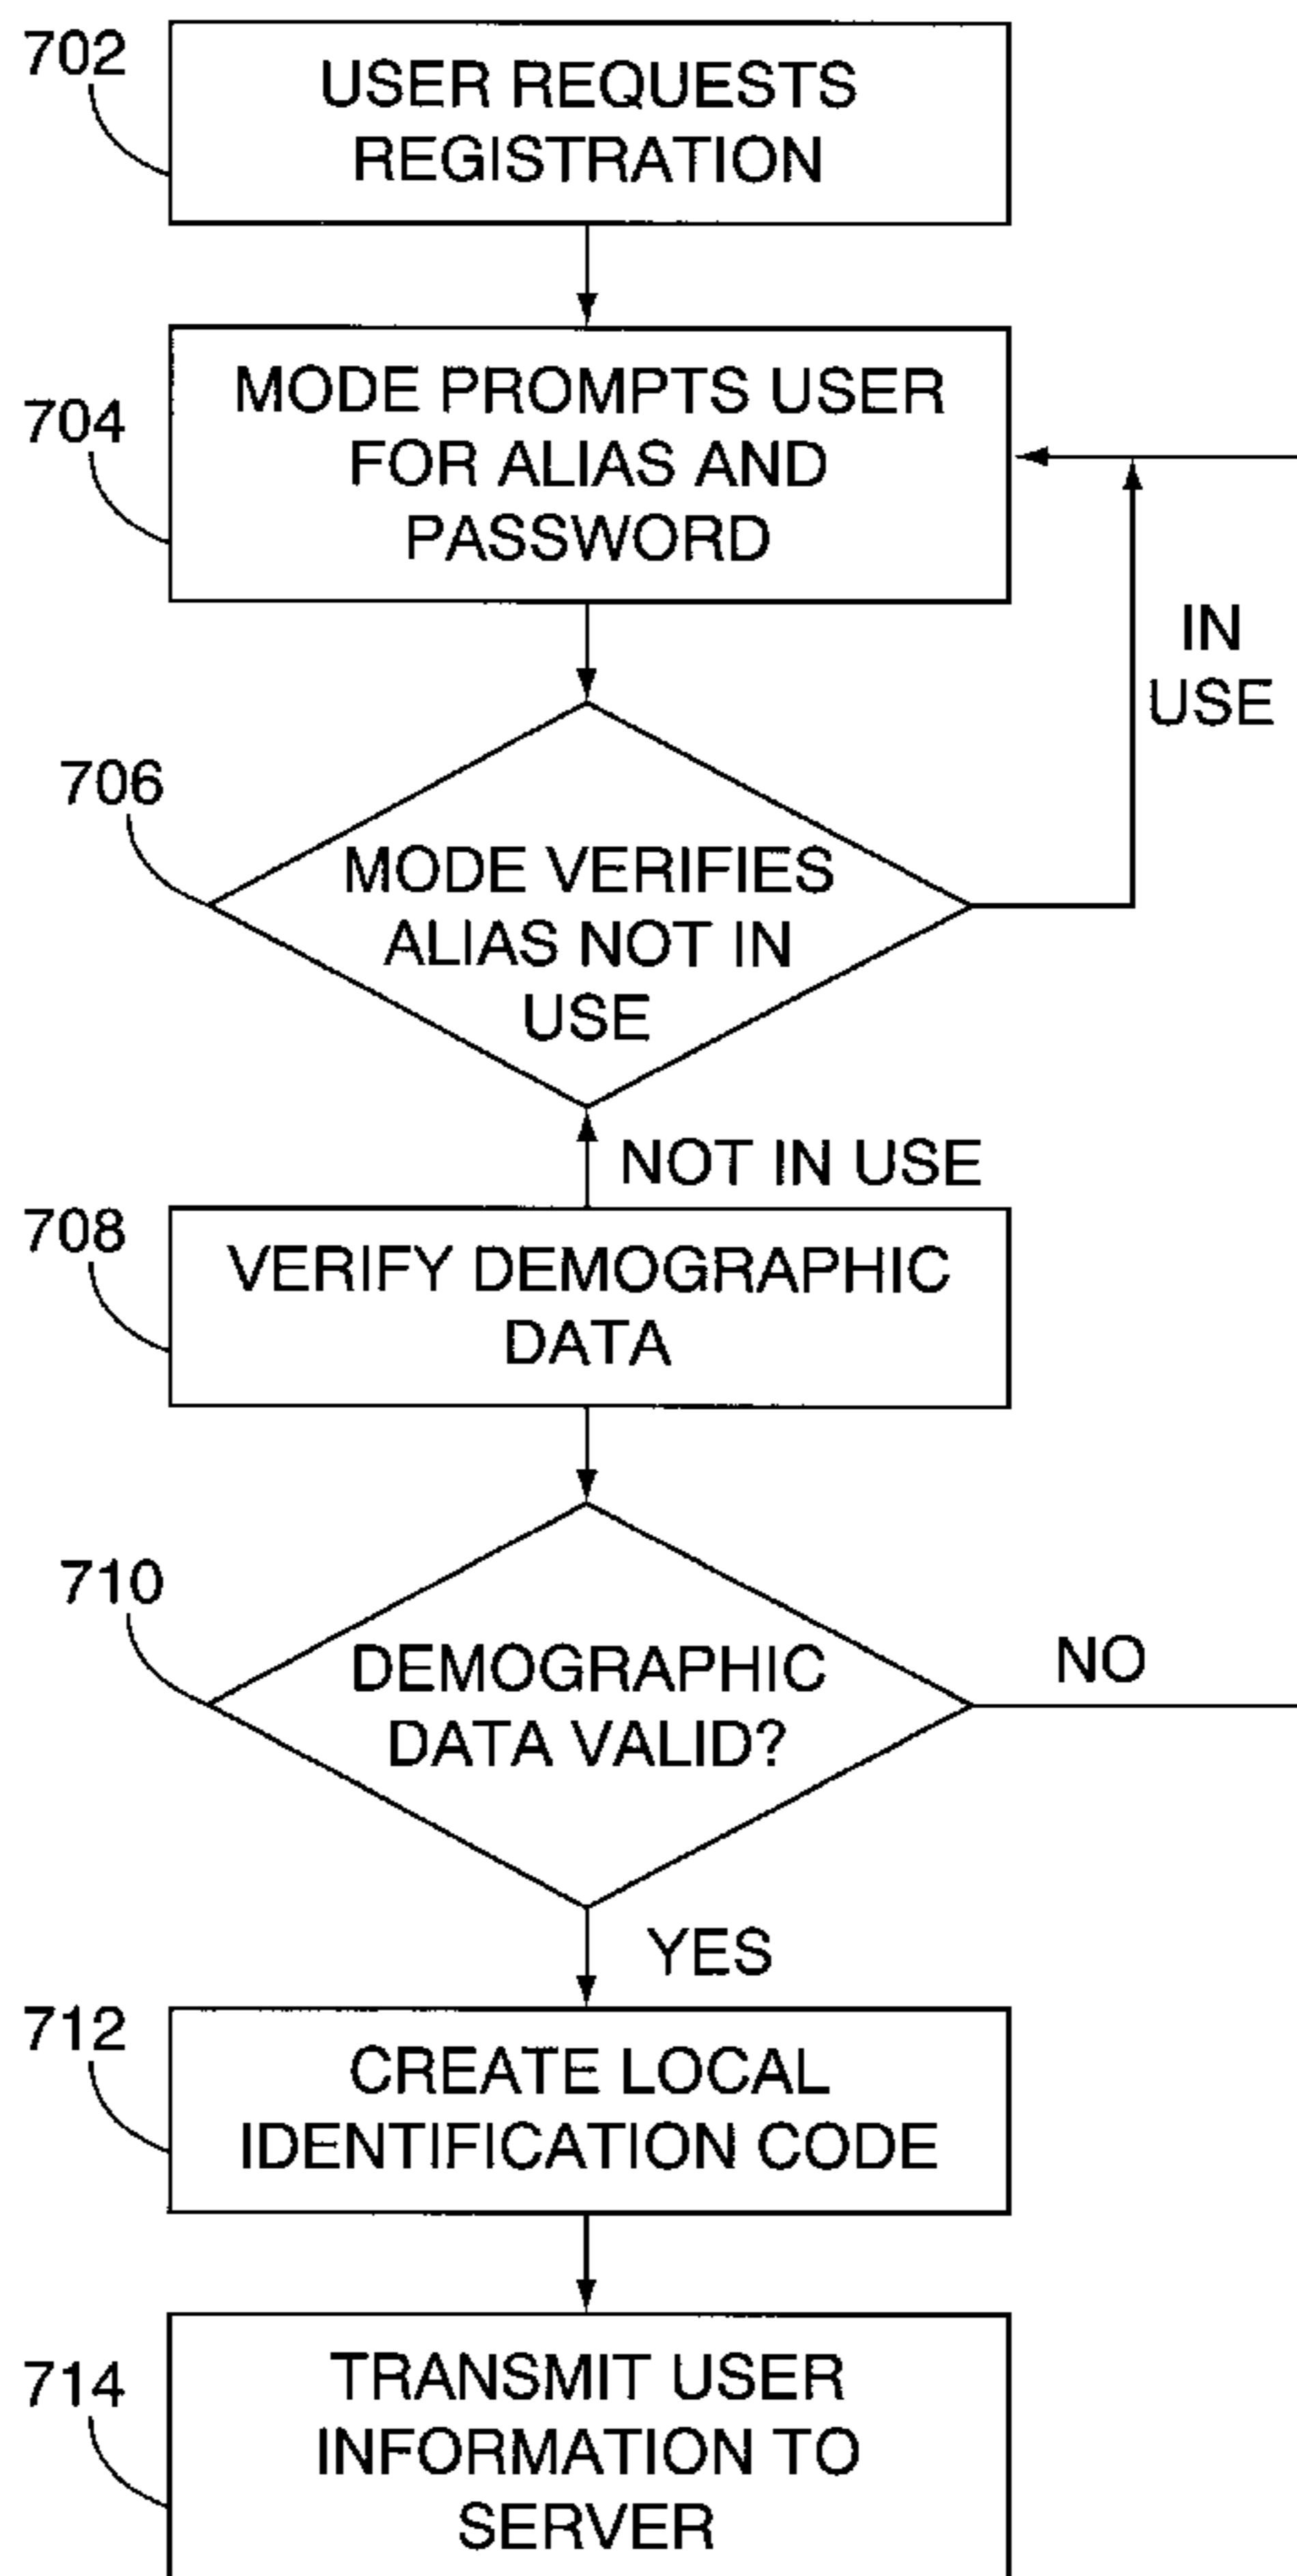 702
USER REQUESTS
REGISTRATION
704
MODE PROMPTS USER
FOR ALIAS AND
PASSWORD
IN
USE
706
MODE VERIFIES
ALIAS NOT IN
USE
NOT IN USE
708
VERIFY DEMOGRAPHIC
DATA
710
DEMOGRAPHIC
DATA VALID?
NO
YES
712
CREATE LOCAL
IDENTIFICATION CODE
714
TRANSMIT USER
INFORMATION TO
SERVER